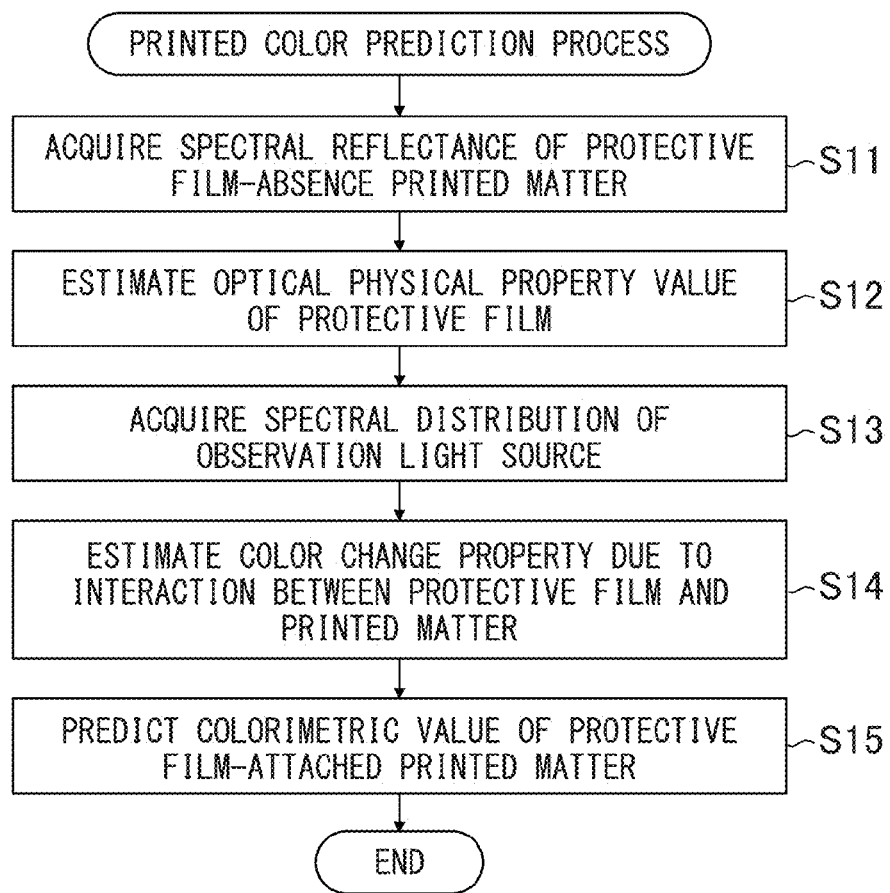 PRINTED COLOR PREDICTION PROCESS
ACQUIRE SPECTRAL REFLECTANCE OF PROTECTIVE
FILM-ABSENCE PRINTED MATTER
S11
ESTIMATE OPTICAL PHYSICAL PROPERTY VALUE
OF PROTECTIVE FILM
S12
ACQUIRE SPECTRAL DISTRIBUTION OF
OBSERVATION LIGHT SOURCE
S13
ESTIMATE COLOR CHANGE PROPERTY DUE TO
INTERACTION BETWEEN PROTECTIVE FILM AND
PRINTED MATTER
S14
PREDICT COLORIMETRIC VALUE OF PROTECTIVE
FILM-ATTACHED PRINTED MATTER
S15
END